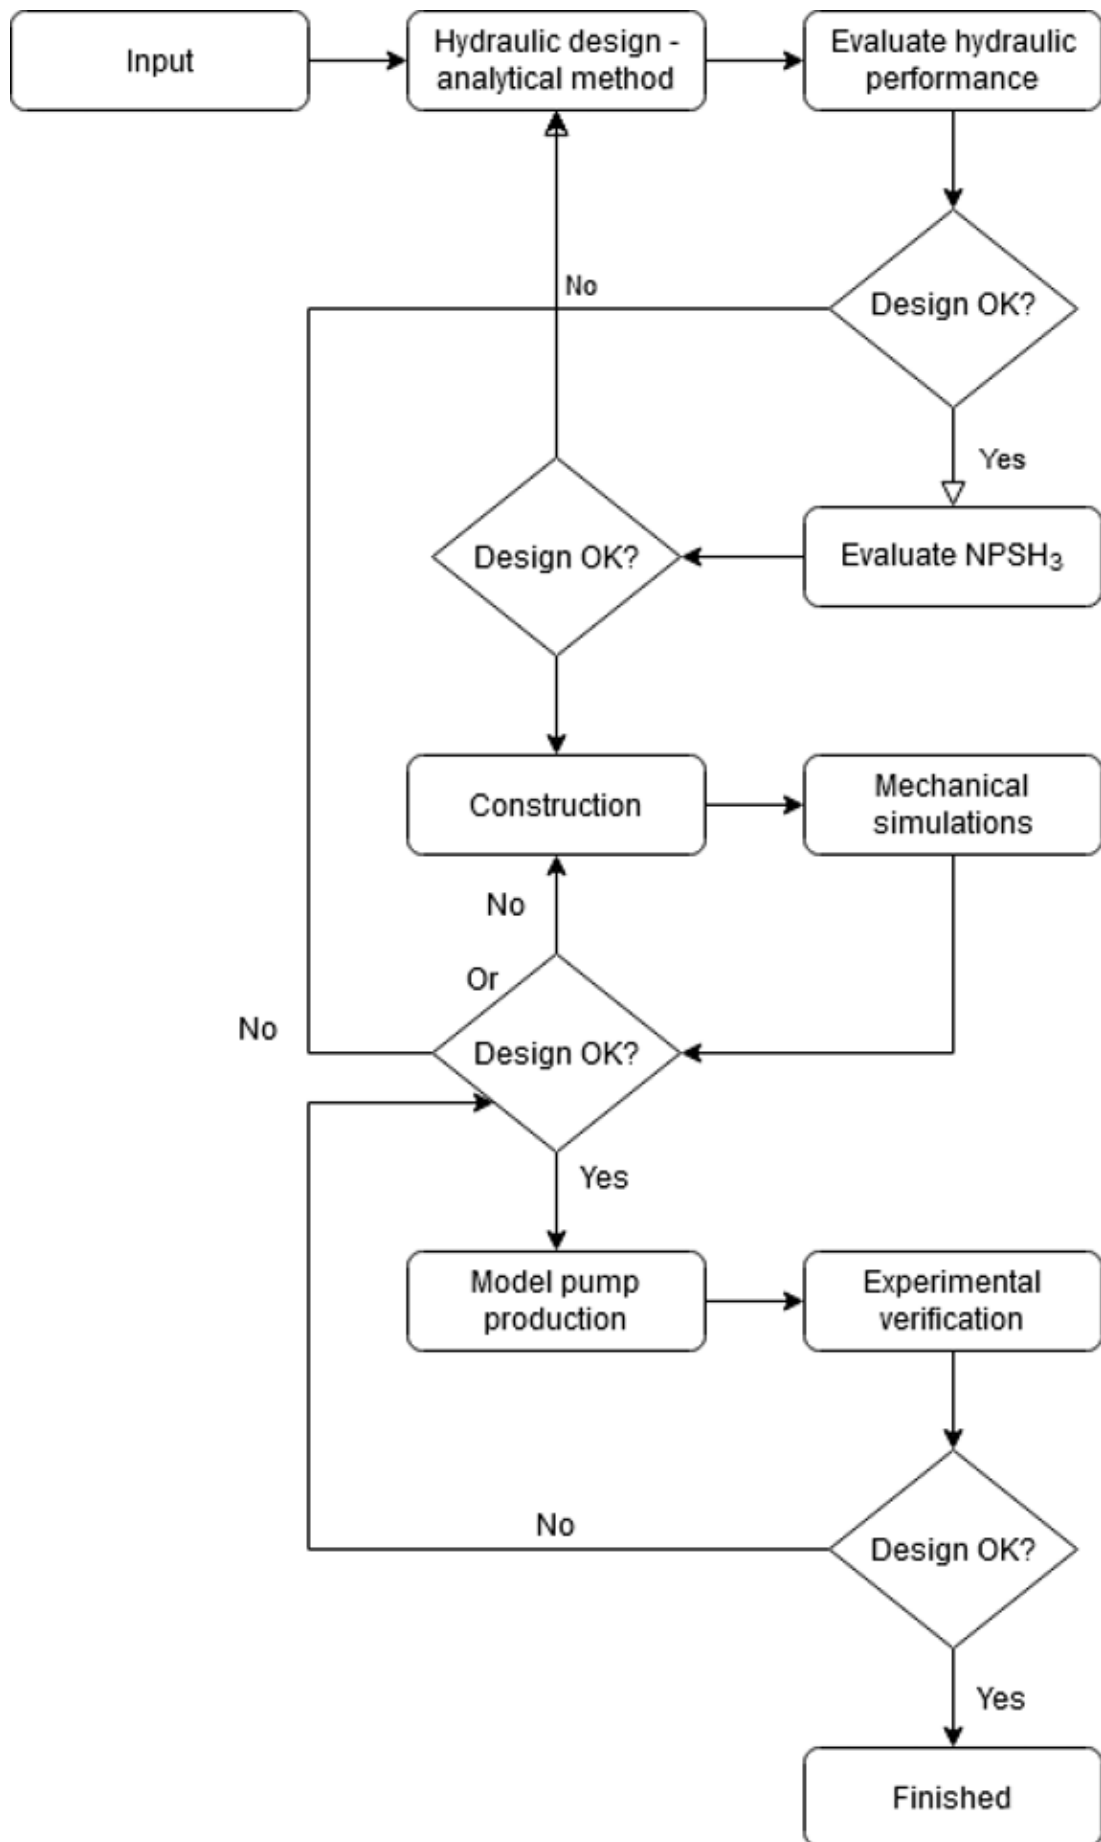 Input
Hydraulic design -
analytical method
Evaluate hydraulic
performance
No
Design OK?
Yes
Design OK?
Evaluate NPSH₃
Construction
Mechanical
simulations
No
Or
No
Design OK?
Yes
Model pump
production
Experimental
verification
No
Design OK?
Yes
Finished